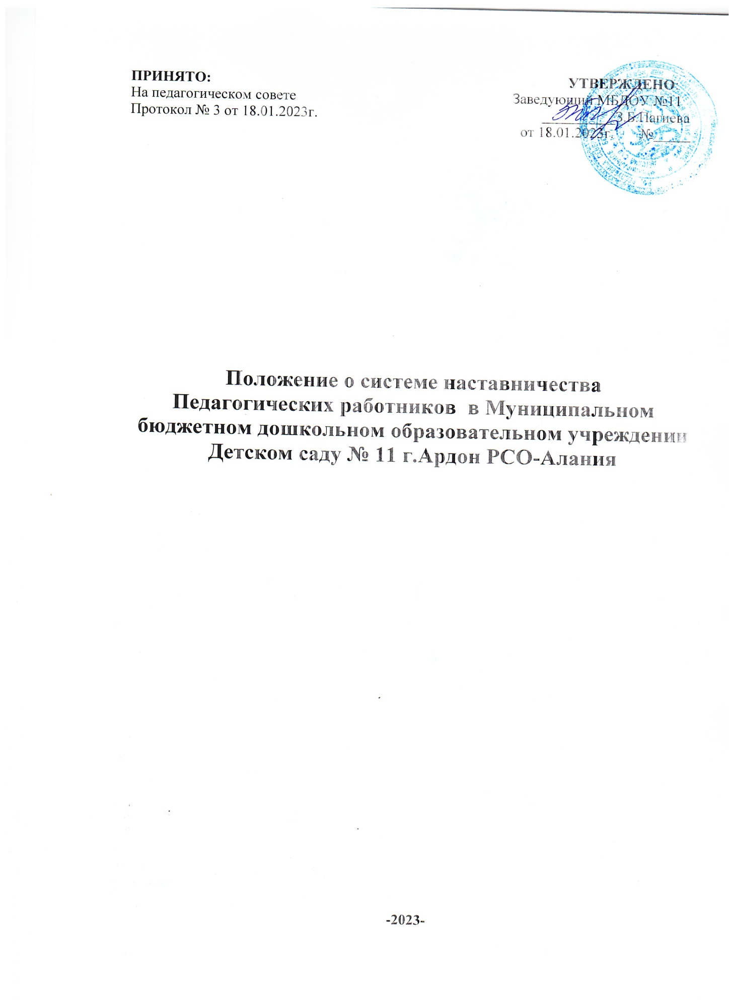 ПРИНЯТО:
На педагогическом совете
Протокол № 3 от 18.01.2023г.
УТВЕРЖДЕНО:
Заведующий МБДОУ №11
__________З.Б.Пагиева
от 18.01.2023г. №_____
Положение о системе наставничества
Педагогических работников в Муниципальном
бюджетном дошкольном образовательном учреждении
Детском саду № 11 г.Ардон РСО-Алания
-2023-